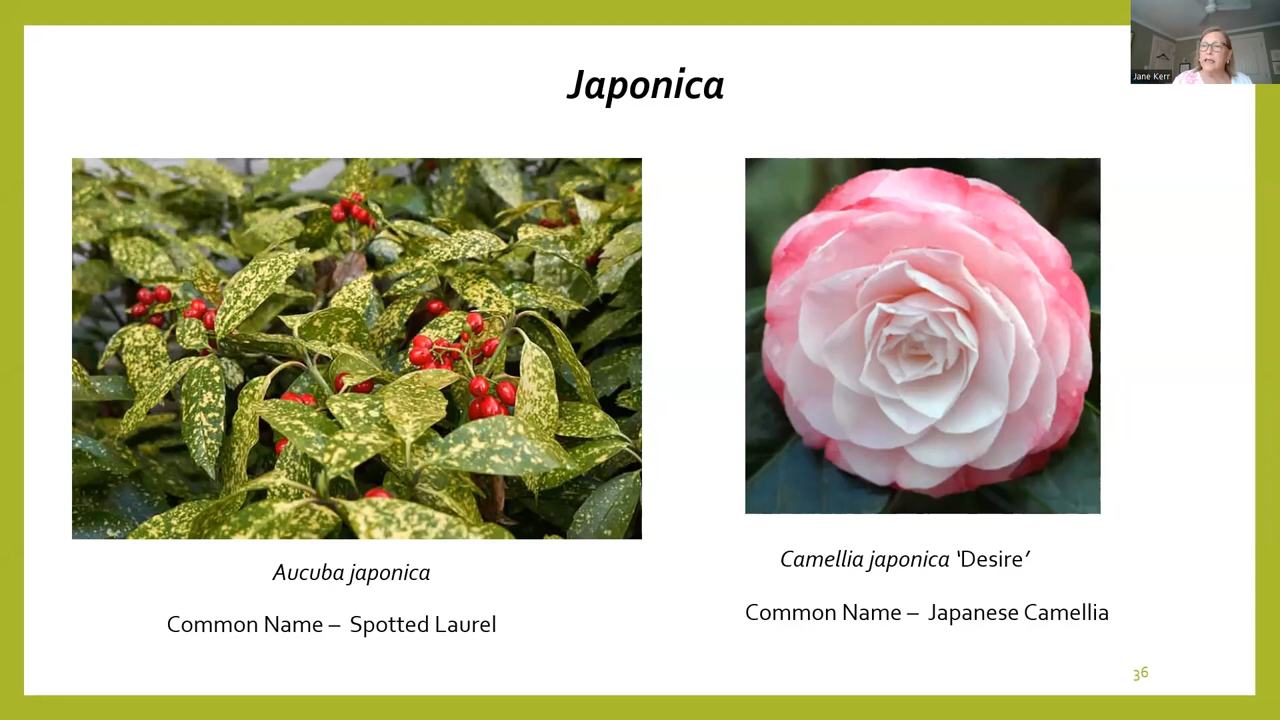 Japonica
Jane Kerr
Aucuba japonica
Common Name – Spotted Laurel
Camellia japonica ‘Desire’
Common Name – Japanese Camellia
36